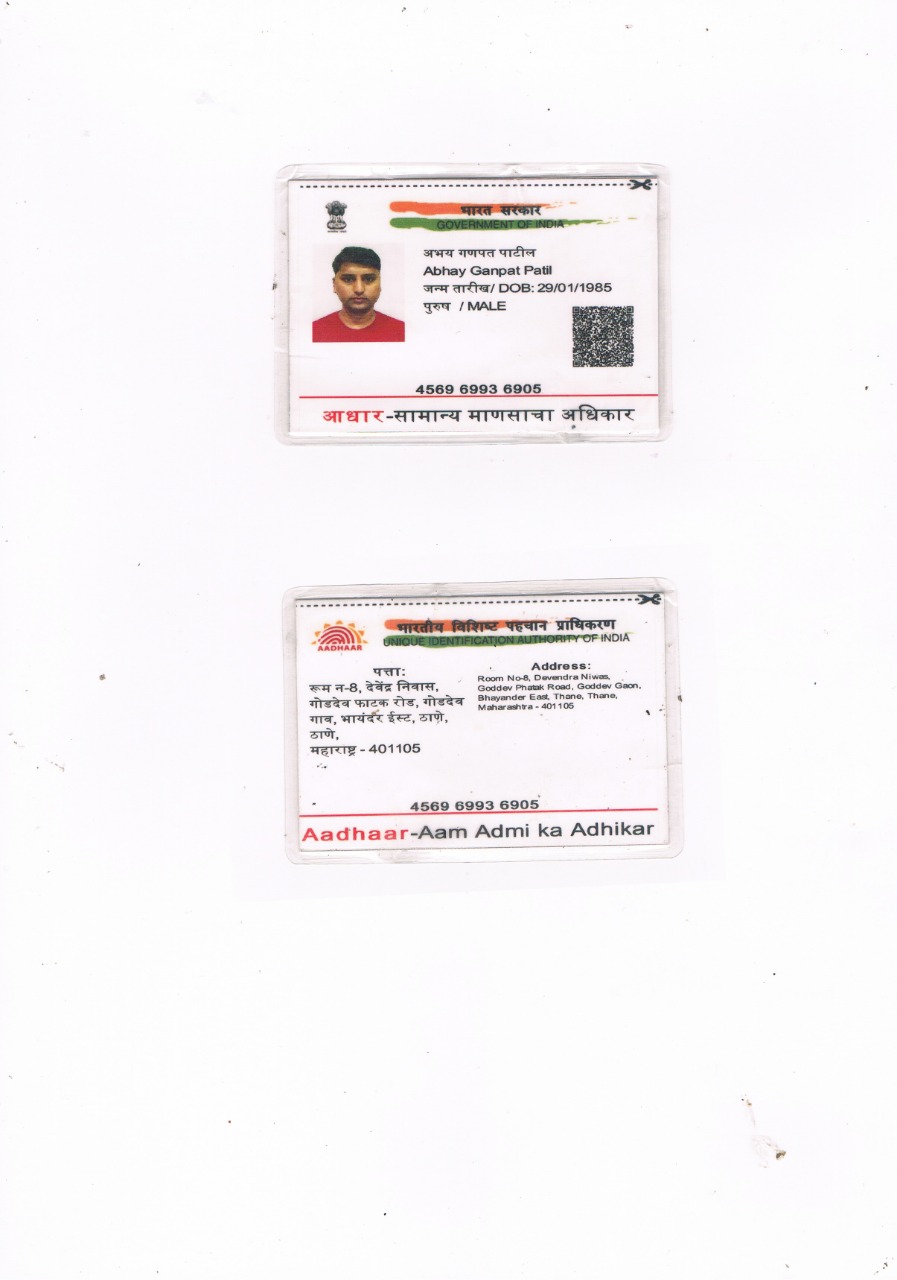 भारत सरकार
GOVERNMENT OF INDIA
अभय गणपत पाटील
Abhay Ganpat Patil
जन्म तारीख/ DOB: 29/01/1985
पुरुष / MALE
4569 6993 6905
आधार-सामान्य माणसाचा अधिकार
भारतीय विशिष्ट पहचान प्राधिकरण
UNIQUE IDENTIFICATION AUTHORITY OF INDIA
AADHAAR
पत्ता:
रूम न-8, देवेंद्र निवास,
गोडदेव फाटक रोड, गोडदेव
गाव, भायंदर ईस्ट, ठाणे,
ठाणे,
महाराष्ट्र - 401105
Address:
Room No-8, Devendra Niwas,
Goddev Phatak Road, Goddev Gaon,
Bhayander East, Thane, Thane,
Maharashtra - 401105
4569 6993 6905
Aadhaar-Aam Admi ka Adhikar